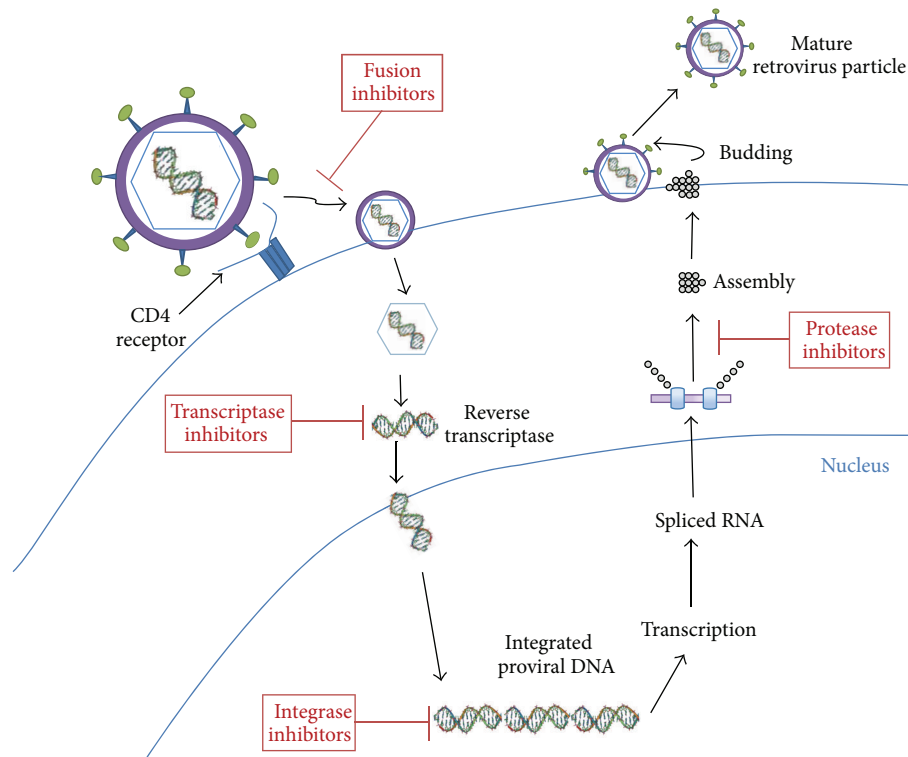 Fusion
inhibitors
Mature
retrovirus particle
Budding
CD4
receptor
Assembly
Protease
inhibitors
Transcriptase
inhibitors
Reverse
transcriptase
Nucleus
Spliced RNA
Transcription
Integrated
proviral DNA
Integrase
inhibitors